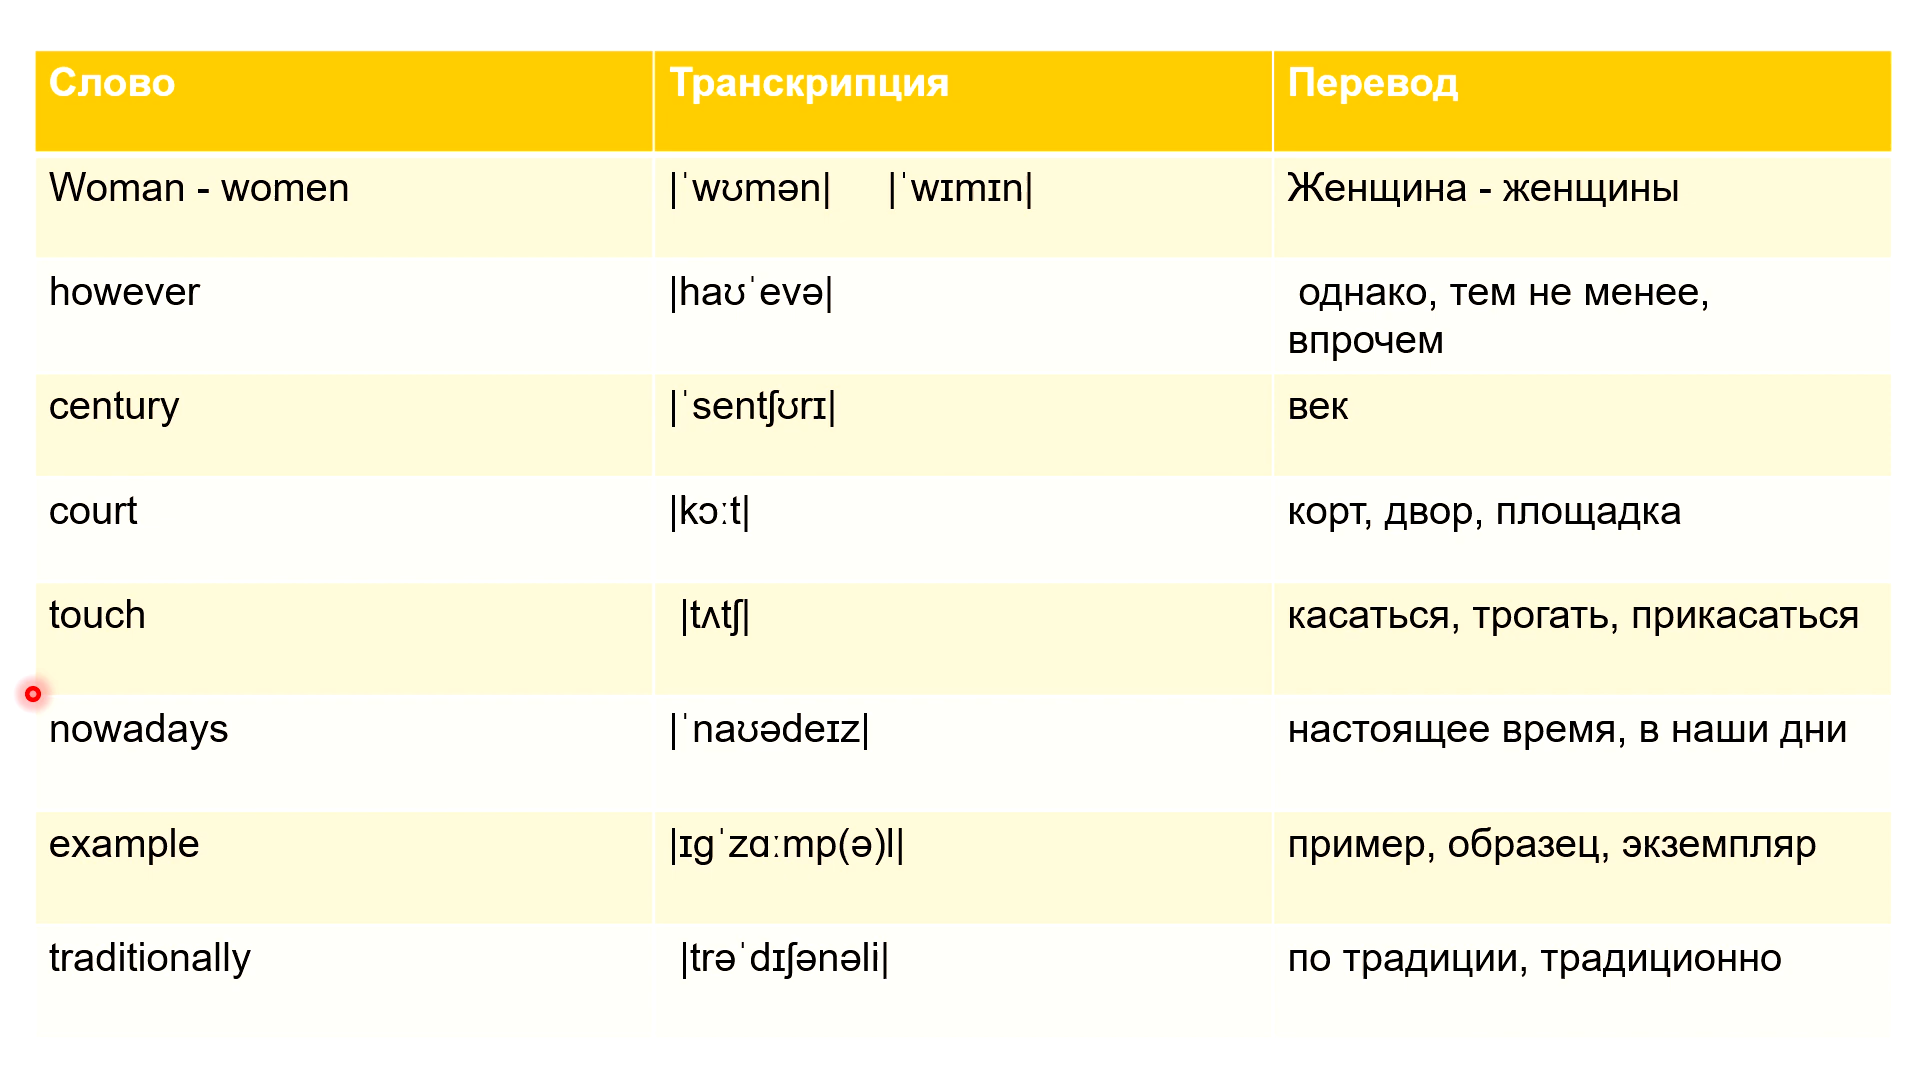 Слово Транскрипция Перевод
Woman - women |ˈwʊmən| |ˈwɪmɪn| Женщина - женщины
however |haʊˈevə| однако, тем не менее,
впрочем
century |ˈsentʃʊrɪ| век
court |kɔːt| корт, двор, площадка
touch |tʌtʃ| касаться, трогать, прикасаться
nowadays |ˈnaʊədeɪz| настоящее время, в наши дни
example |ɪɡˈzɑːmp(ə)l| пример, образец, экземпляр
traditionally |trəˈdɪʃənəli| по традиции, традиционно